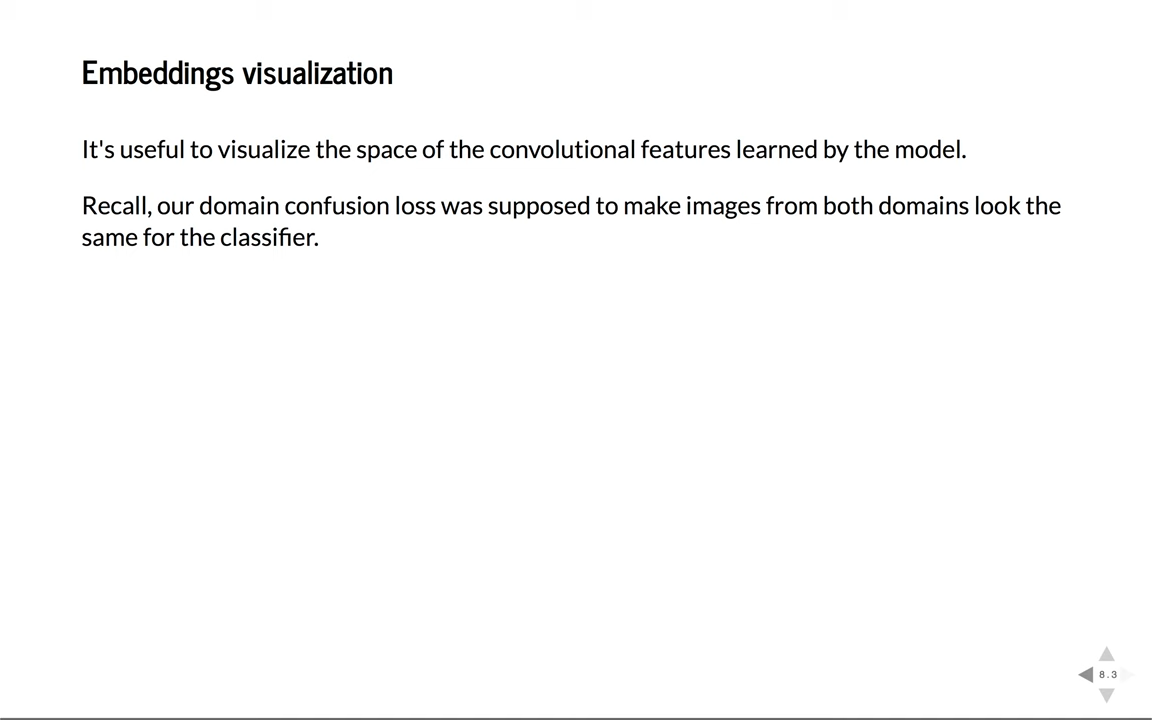 Embeddings visualization
It's useful to visualize the space of the convolutional features learned by the model.
Recall, our domain confusion loss was supposed to make images from both domains look the
same for the classifier.
8.3